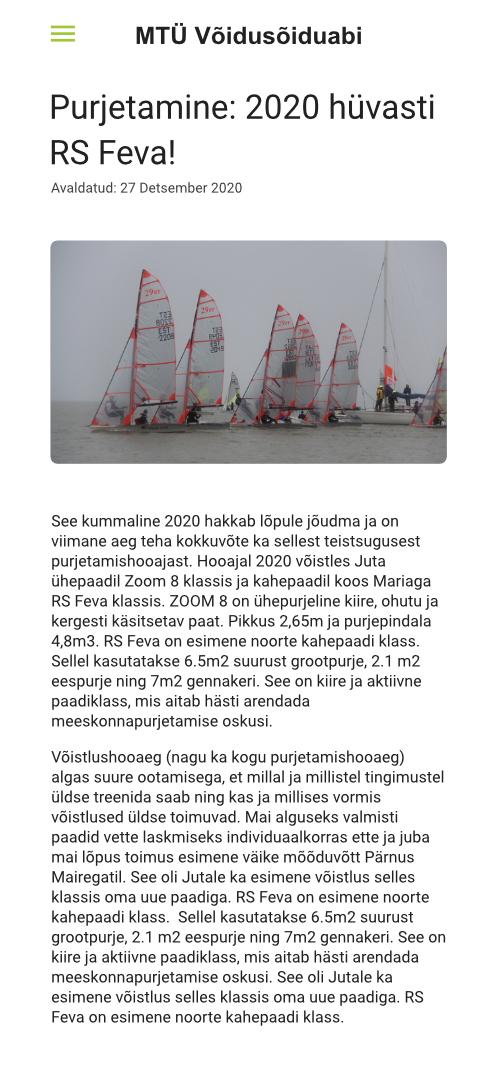 MTÜ Võidusõiduabi
Purjetamine: 2020 hüvasti
RS Feva!
Avaldatud: 27 Detsember 2020
29er
29er
29er
29er
29er
EST
EST
See kummaline 2020 hakkab lõpule jõudma ja on
viimane aeg teha kokkuvõte ka sellest teistsugusest
purjetamishooajast. Hooajal 2020 võistles Juta
ühepaadil Zoom 8 klassis ja kahepaadil koos Mariaga
RS Feva klassis. ZOOM 8 on ühepurjeline kiire, ohutu ja
kergesti käsitsetav paat. Pikkus 2,65m ja purjepindala
4,8m3. RS Feva on esimene noorte kahepaadi klass.
Sellel kasutatakse 6.5m2 suurust grootpurje, 2.1 m2
eespurje ning 7m2 gennakeri. See on kiire ja aktiivne
paadiklass, mis aitab hästi arendada
meeskonnapurjetamise oskusi.
Võistlushooaeg (nagu ka kogu purjetamishooaeg)
algas suure ootamisega, et millal ja millistel tingimustel
üldse treenida saab ning kas ja millises vormis
võistlused üldse toimuvad. Mai alguseks valmisti
paadid vette laskmiseks individuaalkorras ette ja juba
mai lõpus toimus esimene väike mõõduvõtt Pärnus
Mairegatil. See oli Jutale ka esimene võistlus selles
klassis oma uue paadiga. RS Feva on esimene noorte
kahepaadi klass.  Sellel kasutatakse 6.5m2 suurust
grootpurje, 2.1 m2 eespurje ning 7m2 gennakeri. See on
kiire ja aktiivne paadiklass, mis aitab hästi arendada
meeskonnapurjetamise oskusi. See oli Jutale ka
esimene võistlus selles klassis oma uue paadiga. RS
Feva on esimene noorte kahepaadi klass.